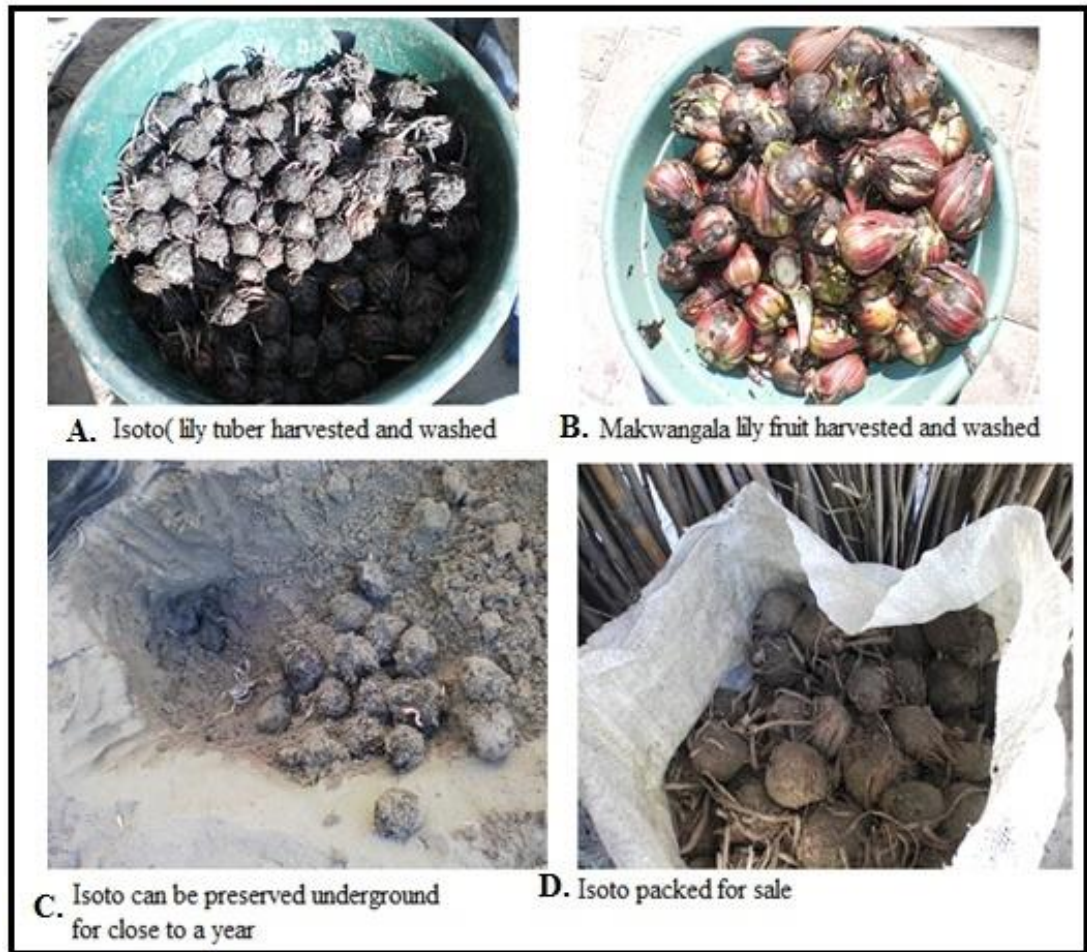 A. Isoto( lily tuber harvested and washed
B. Makwangala lily fruit harvested and washed
C. Isoto can be preserved underground
for close to a year
D. Isoto packed for sale